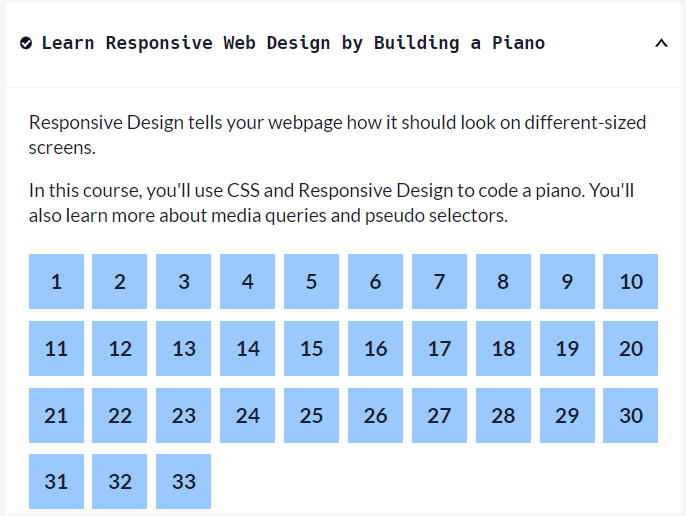 Learn Responsive Web Design by Building a Piano
Responsive Design tells your webpage how it should look on different-sized
screens.
In this course, you'll use CSS and Responsive Design to code a piano. You'll
also learn more about media queries and pseudo selectors.
1 2 3 4 5 6 7 8 9 10
11 12 13 14 15 16 17 18 19 20
21 22 23 24 25 26 27 28 29 30
31 32 33